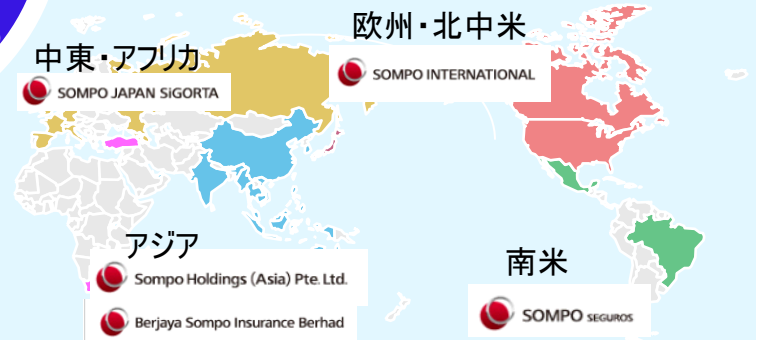 欧州・北中米
中東・アフリカ
SOMPO INTERNATIONAL
SOMPO JAPAN SiGORTA
アジア
南米
Sompo Holdings (Asia) Pte. Ltd.
SOMPO SEGUROS
Berjaya Sompo Insurance Berhad